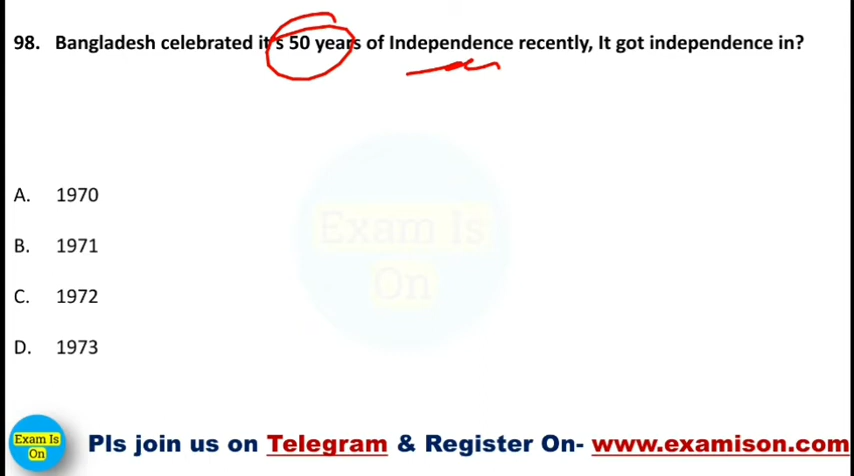 98. Bangladesh celebrated it's 50 years of Independence recently, It got independence in?
A. 1970
Exam Is
B. 1971
On
C. 1972
D. 1973
Exam Is
On
Pls join us on Telegram & Register On- www.examison.com